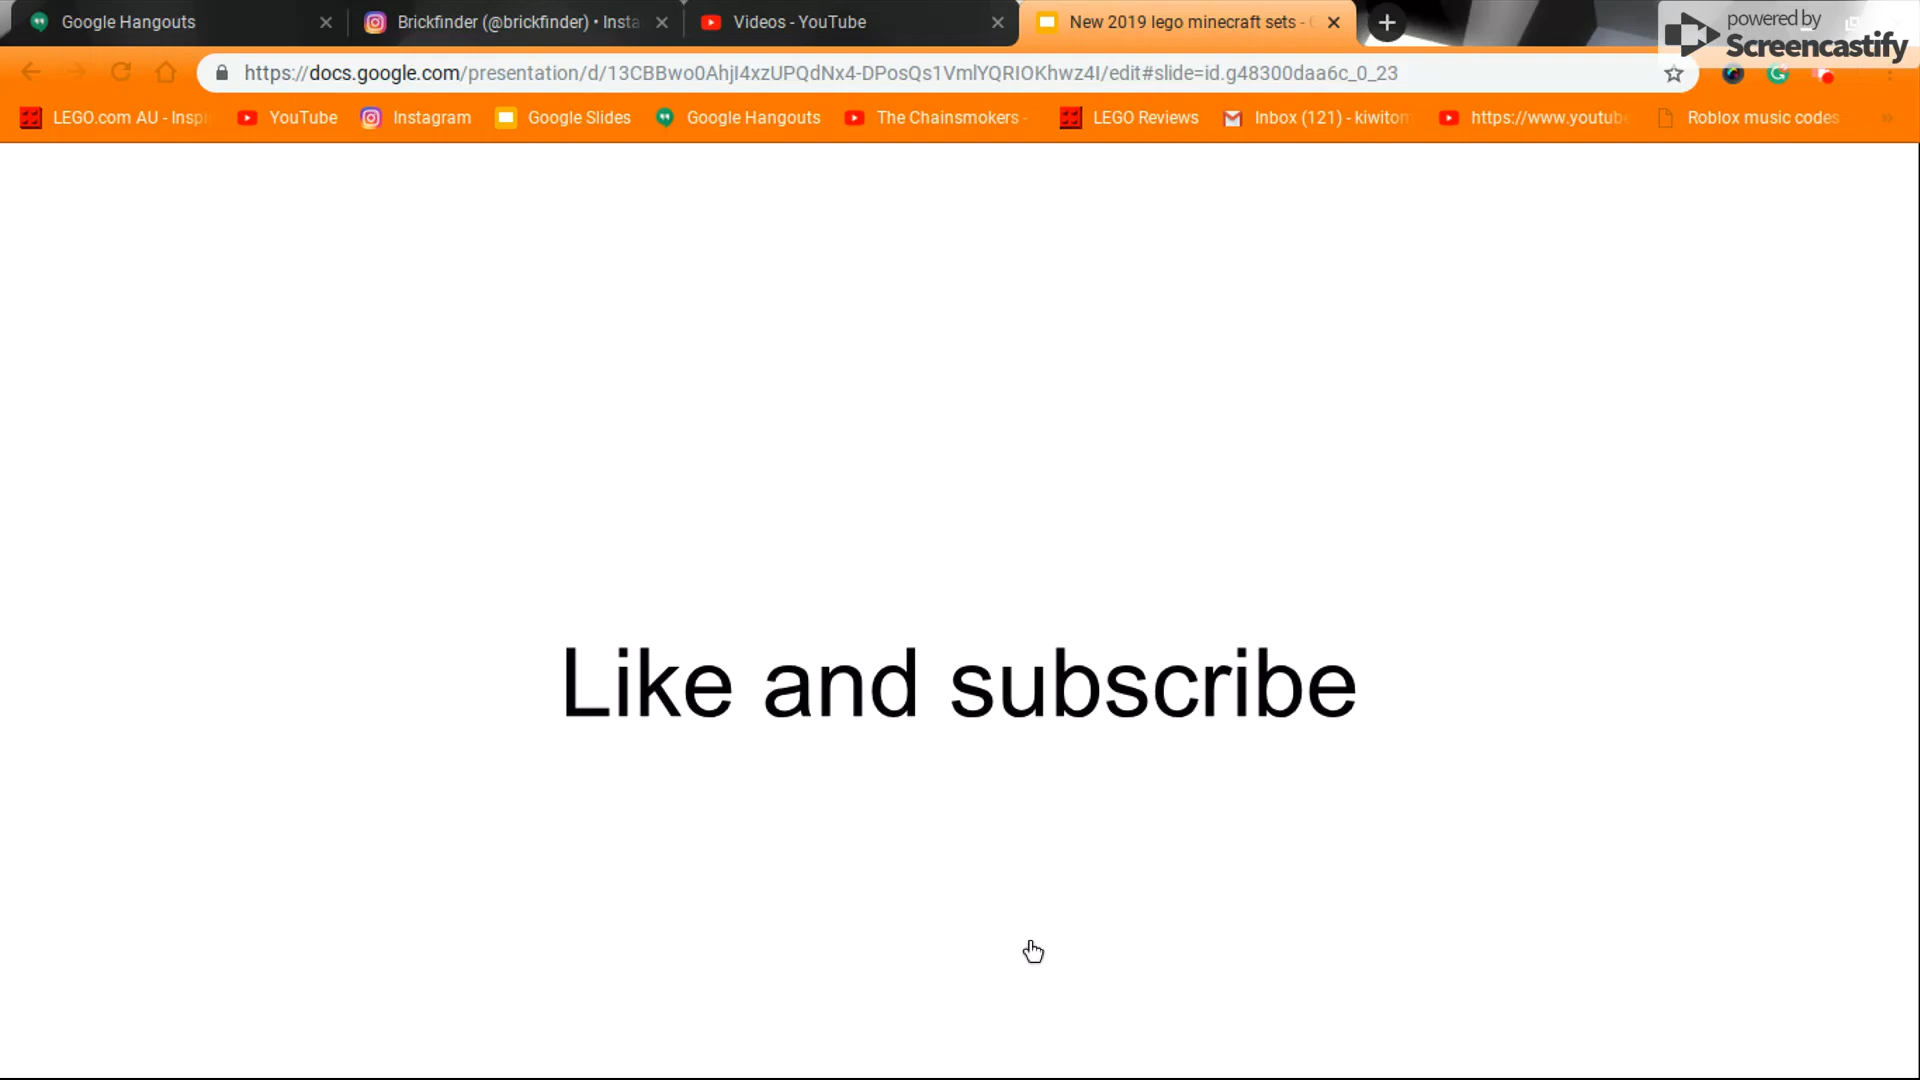 Google Hangouts
Brickfinder (@brickfinder) • Insta
Videos - YouTube
New 2019 lego minecraft sets -
powered by
Screencastify
https://docs.google.com/presentation/d/13CBBwo0AhjI4xzUPQdNx4-DPosQs1VmlYQRIOKhwz4I/edit#slide=id.g48300daa6c_0_23
LEGO.com AU - Inspi
YouTube
Instagram
Google Slides
Google Hangouts
The Chainsmokers -
LEGO Reviews
Inbox (121) - kiwitom
https://www.youtube
Roblox music codes
Like and subscribe